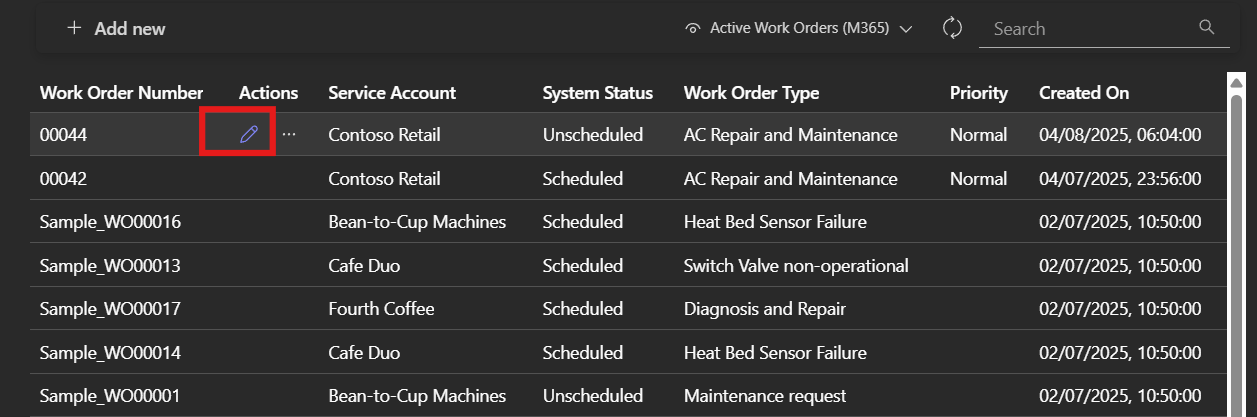 Add new Active Work Orders (M365) Search
Work Order Number Actions Service Account System Status Work Order Type Priority Created On
00044 ... Contoso Retail Unscheduled AC Repair and Maintenance Normal 04/08/2025, 06:04:00
00042 Contoso Retail Scheduled AC Repair and Maintenance Normal 04/07/2025, 23:56:00
Sample_WO00016 Bean-to-Cup Machines Scheduled Heat Bed Sensor Failure 02/07/2025, 10:50:00
Sample_WO00013 Cafe Duo Scheduled Switch Valve non-operational 02/07/2025, 10:50:00
Sample_WO00017 Fourth Coffee Scheduled Diagnosis and Repair 02/07/2025, 10:50:00
Sample_WO00014 Cafe Duo Scheduled Heat Bed Sensor Failure 02/07/2025, 10:50:00
Sample_WO00001 Bean-to-Cup Machines Unscheduled Maintenance request 02/07/2025, 10:50:00